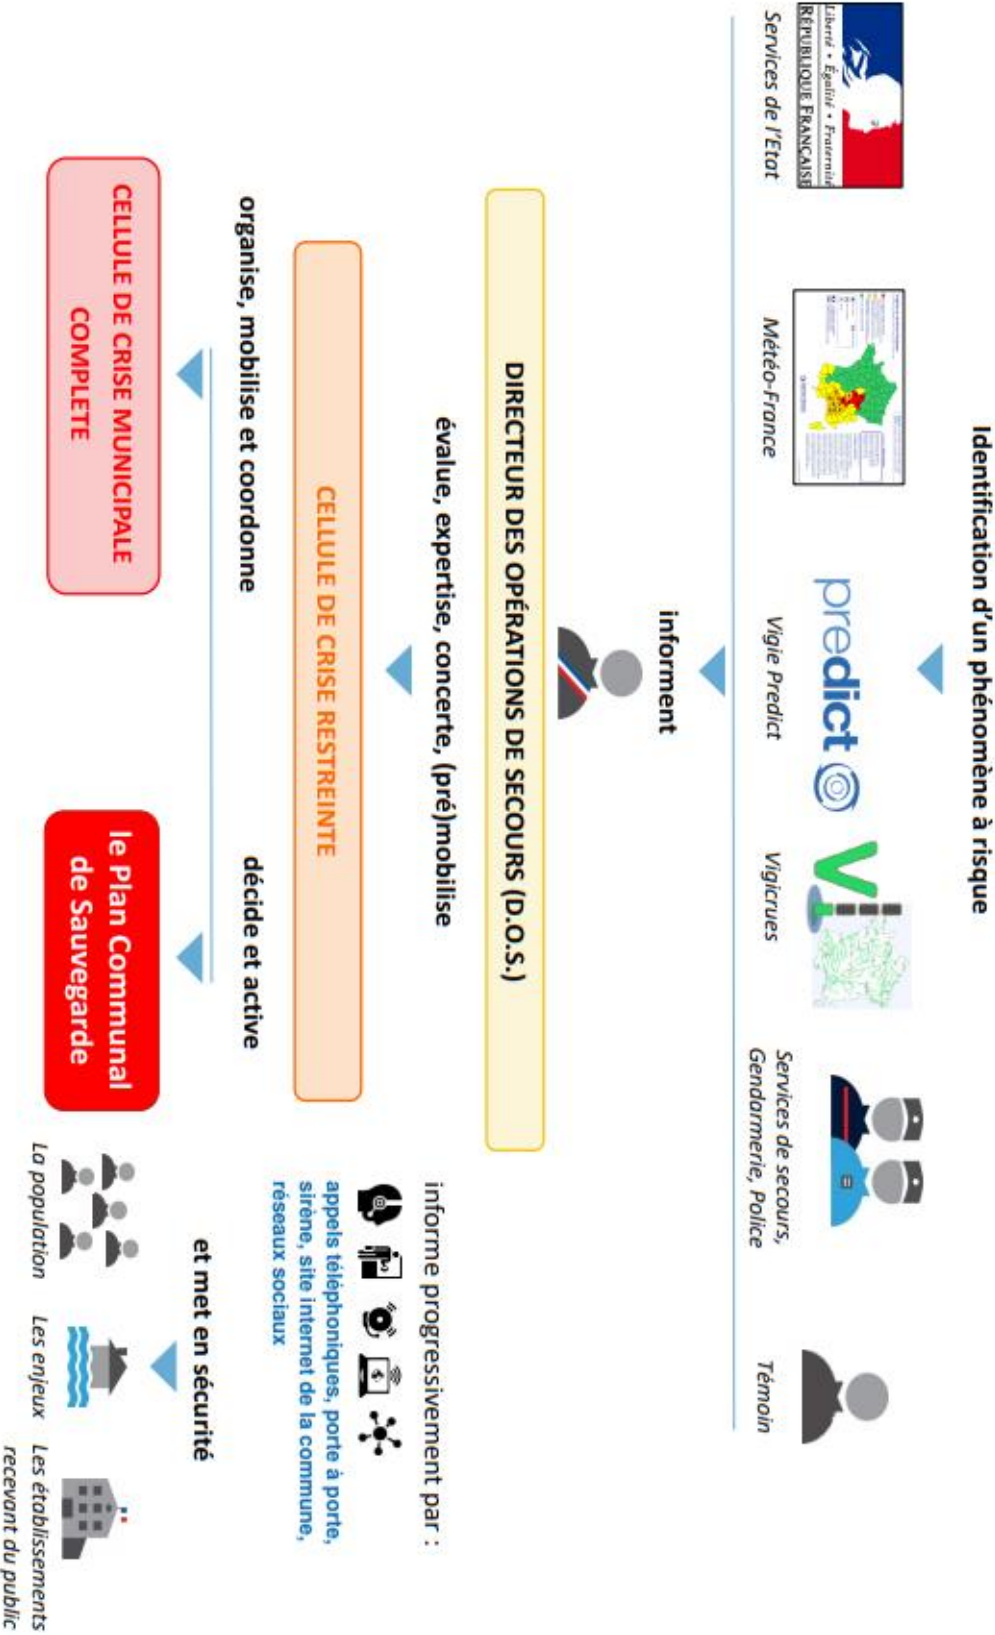 Identification d'un phénomène à risque
Liberté • Égalité • Fraternité
RÉPUBLIQUE FRANÇAISE
predict
Services de l'Etat
Météo-France
Vigie Predict
Vigicrues
Services de secours,
Gendarmerie, Police
Témoin
informent
DIRECTEUR DES OPÉRATIONS DE SECOURS (D.O.S.)
évalue, expertise, concerte, (pré)mobilise
informe progressivement par :
appels téléphoniques, porte à porte,
sirène, site internet de la commune,
réseaux sociaux
CELLULE DE CRISE RESTREINTE
organise, mobilise et coordonne
décide et active
et met en sécurité
CELLULE DE CRISE MUNICIPALE
COMPLETE
le Plan Communal
de Sauvegarde
La population
Les enjeux
Les établissements
recevant du public